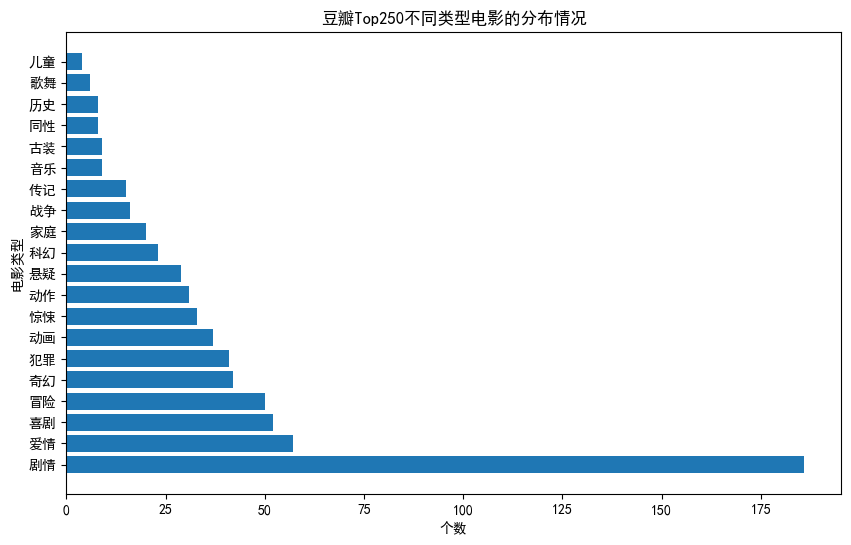 豆瓣Top250不同类型电影的分布情况
儿童
歌舞
历史
同性
古装
音乐
传记
战争
家庭
科幻
悬疑
动作
惊悚
动画
犯罪
奇幻
冒险
喜剧
爱情
剧情
电影类型
0 25 50 75 100 125 150 175
个数